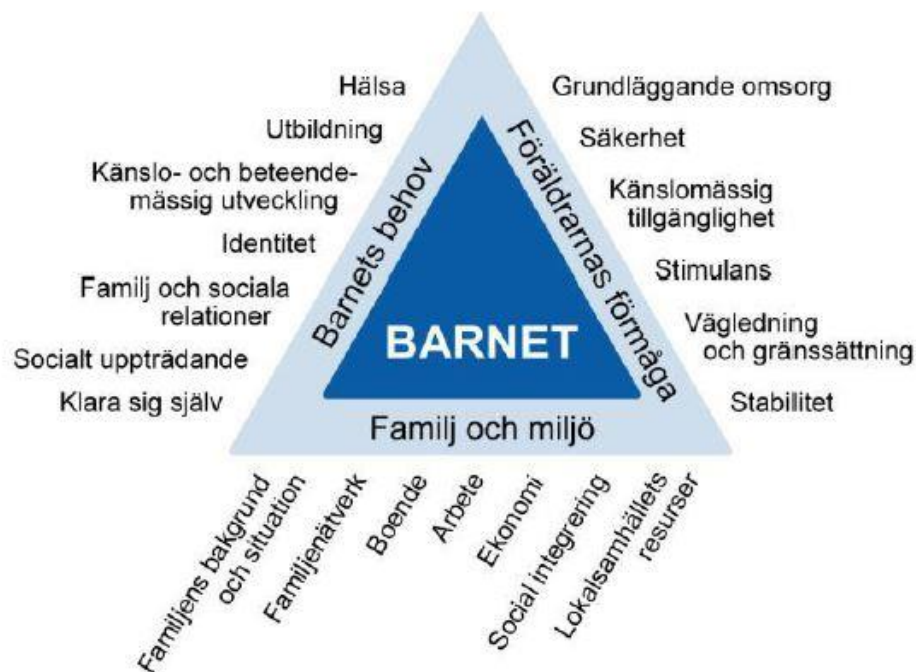 Hälsa
Utbildning
Känslo- och beteende-
mässig utveckling
Identitet
Familj och sociala
relationer
Socialt uppträdande
Klara sig själv
Barnets behov
BARNET
Föräldrarnas förmåga
Grundläggande omsorg
Säkerhet
Känslomässig
tillgänglighet
Stimulans
Vägledning
och gränssättning
Stabilitet
Familj och miljö
Familjens bakgrund
och situation
Familjenätverk
Boende
Arbete
Ekonomi
Social integrering
Lokalsamhällets
resurser